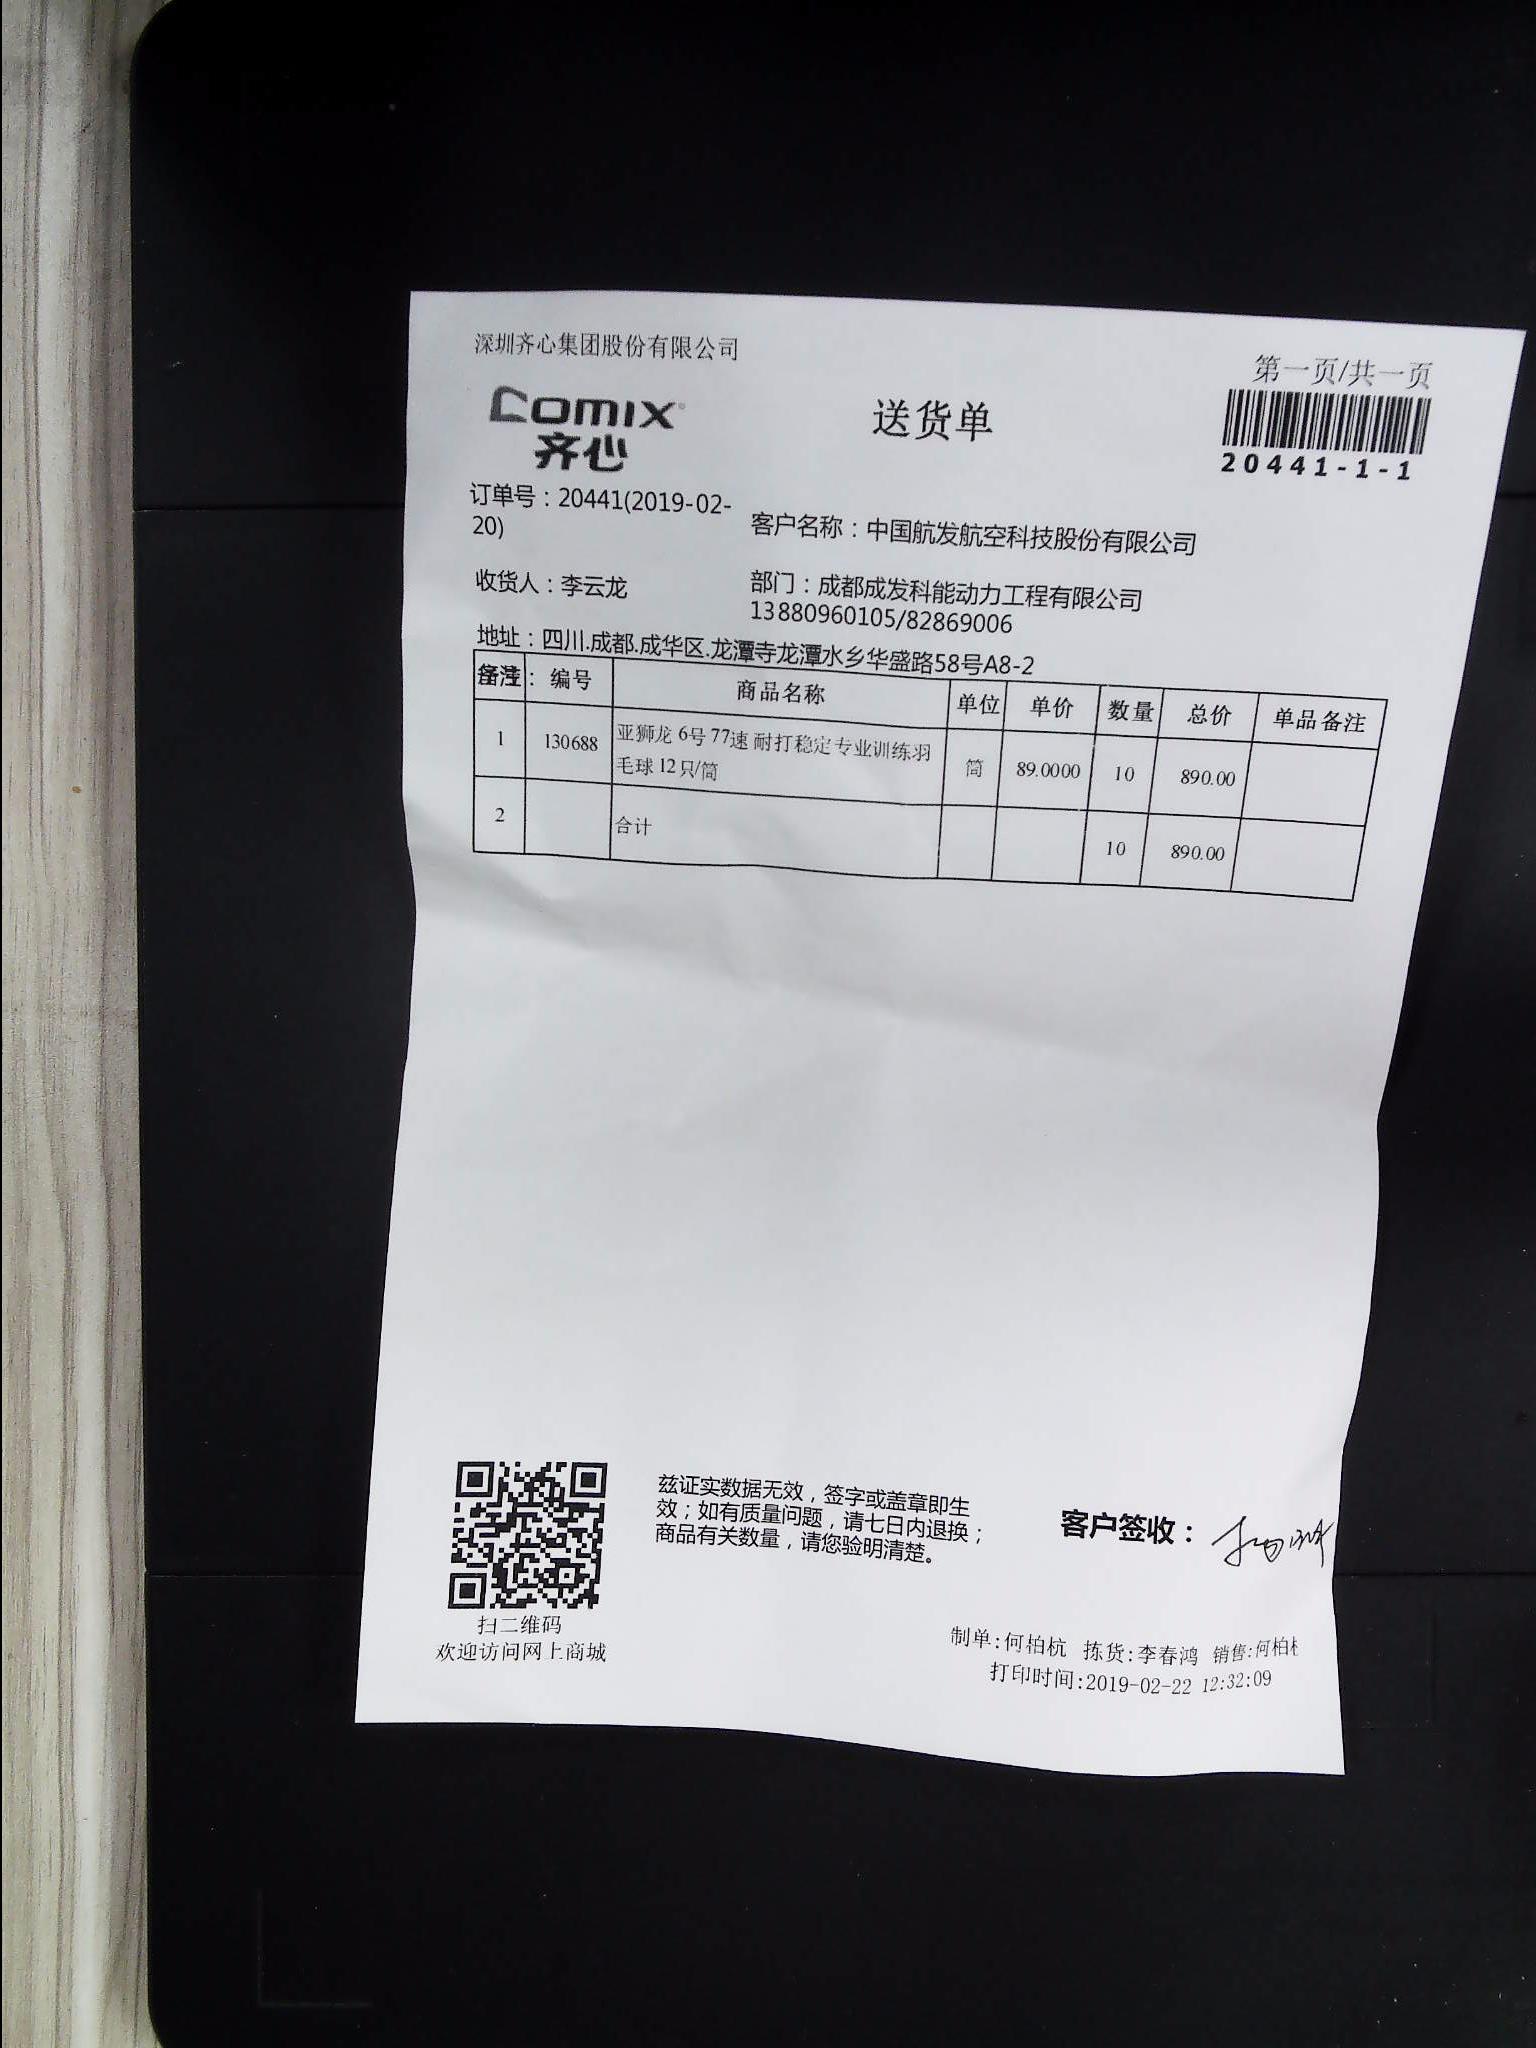 深圳齐心集团股份有限公司
第一页/共一页
COMIX
齐心
送货单
20441-1-1
订单号：20441(2019-02-
20)
客户名称：中国航发航空科技股份有限公司
收货人：李云龙
部门：成都成发科能动力工程有限公司
13880960105/82869006
地址：四川.成都.成华区.龙潭寺龙潭水乡华盛路58号A8-2
备注： 编号 商品名称 单位 单价 数量 总价 单品备注
1 130688 亚狮龙 6号 77速 耐打稳定专业训练羽
毛球 12只/筒 筒 89.0000 10 890.00
2 合计 10 890.00
兹证实数据无效，签字或盖章即生
效；如有质量问题，请七日内退换；
商品有关数量，请您验明清楚。
客户签收：
扫二维码
欢迎访问网上商城
制单:何柏杭 拣货:李春鸿 销售:何柏
打印时间:2019-02-22 12:32:09